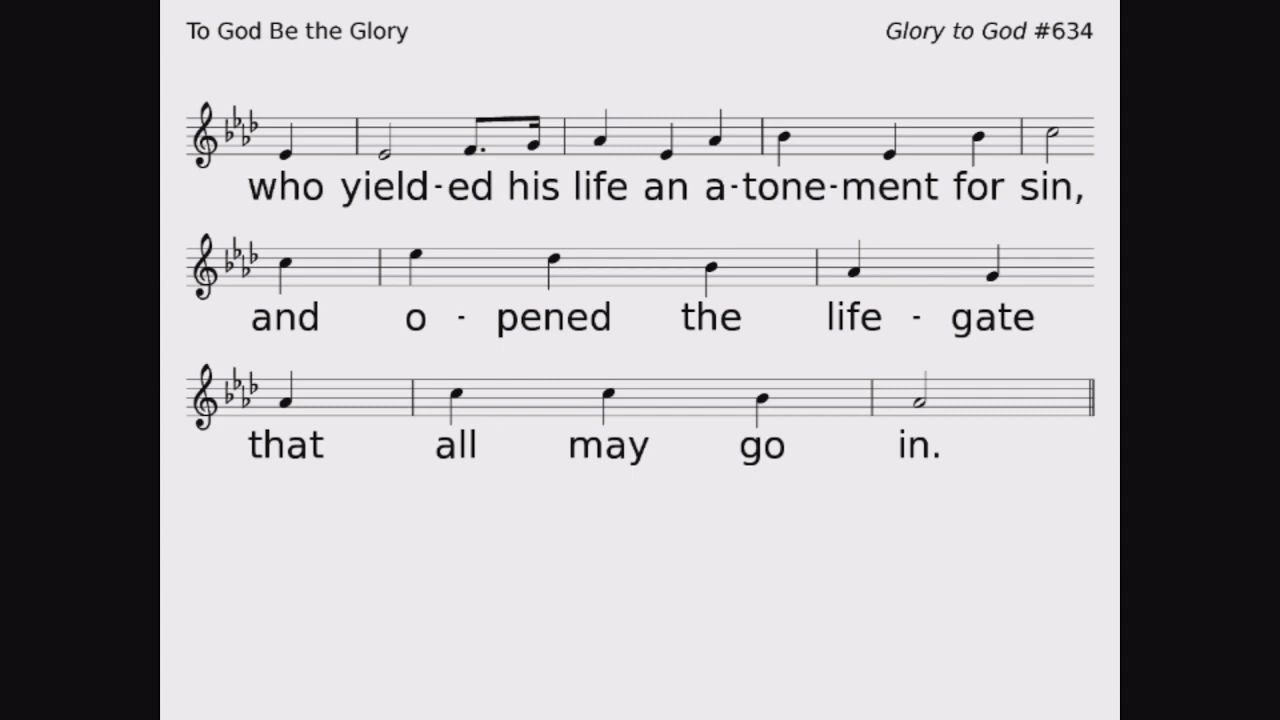 To God Be the Glory Glory to God #634
who yield-ed his life an a-tone-ment for sin,
and o - pened the life - gate
that all may go in.